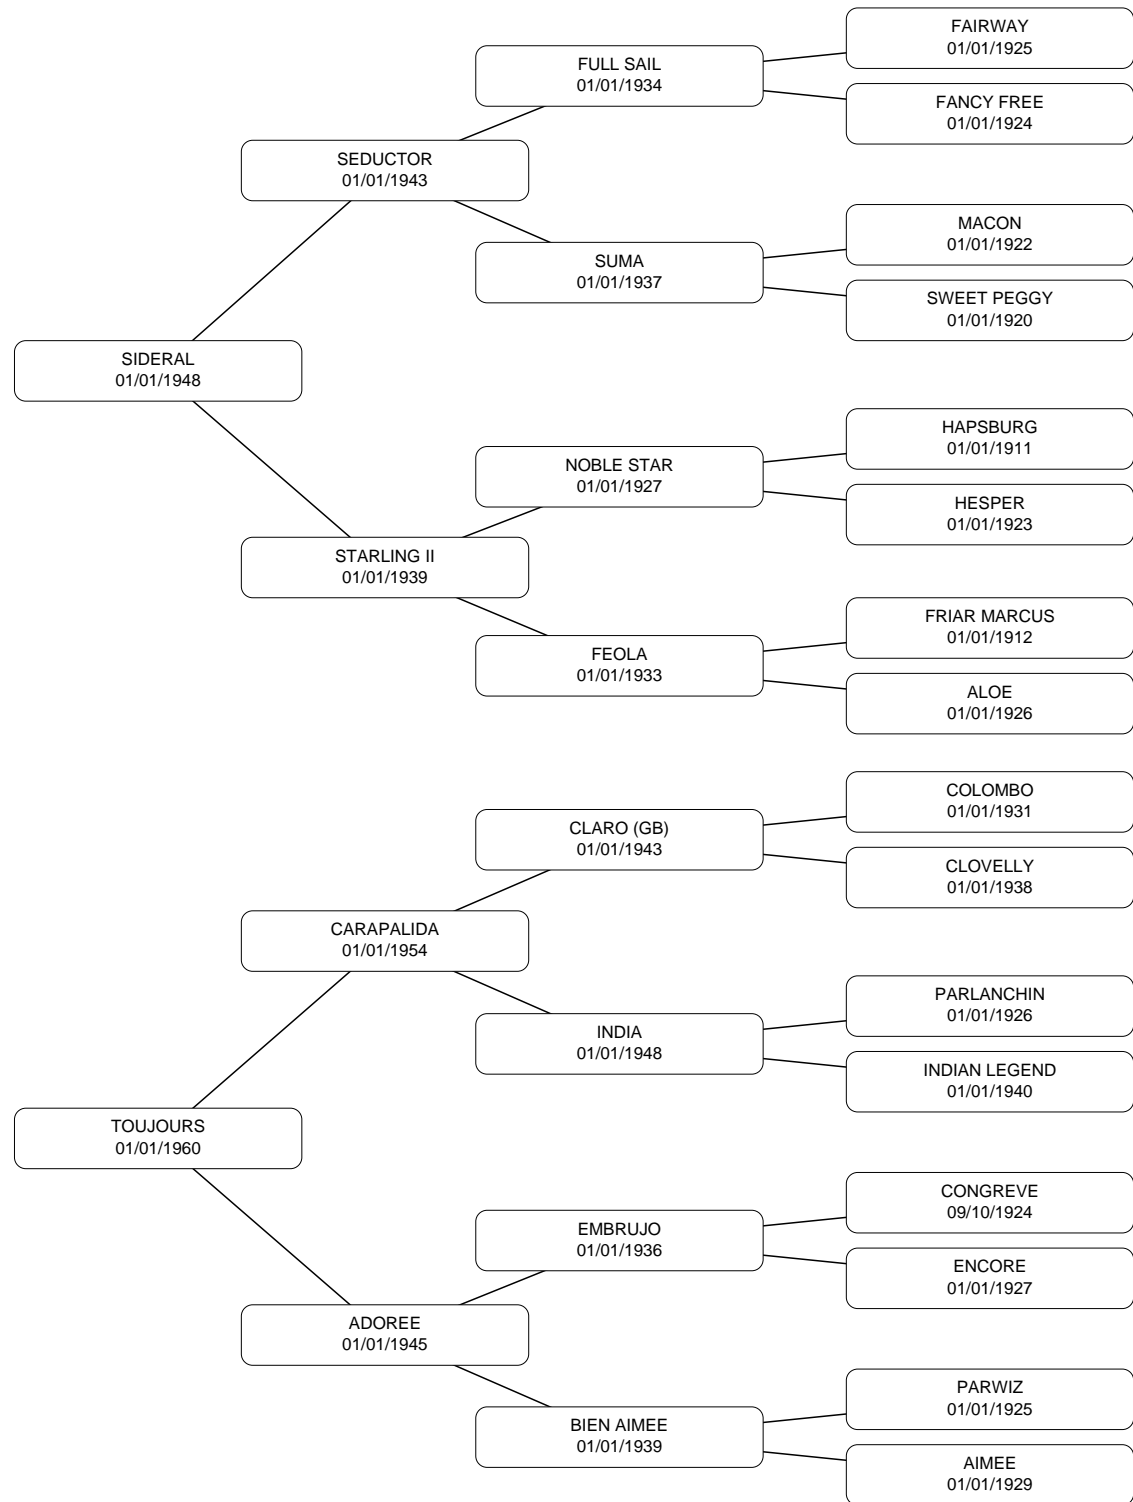 FAIRWAY
01/01/1925
FULL SAIL
01/01/1934
FANCY FREE
01/01/1924
SEDUCTOR
01/01/1943
MACON
01/01/1922
SUMA
01/01/1937
SWEET PEGGY
01/01/1920
SIDERAL
01/01/1948
HAPSBURG
01/01/1911
NOBLE STAR
01/01/1927
HESPER
01/01/1923
STARLING II
01/01/1939
FRIAR MARCUS
01/01/1912
FEOLA
01/01/1933
ALOE
01/01/1926
COLOMBO
01/01/1931
CLARO (GB)
01/01/1943
CLOVELLY
01/01/1938
CARAPALIDA
01/01/1954
PARLANCHIN
01/01/1926
INDIA
01/01/1948
INDIAN LEGEND
01/01/1940
TOUJOURS
01/01/1960
CONGREVE
09/10/1924
EMBRUJO
01/01/1936
ENCORE
01/01/1927
ADOREE
01/01/1945
PARWIZ
01/01/1925
BIEN AIMEE
01/01/1939
AIMEE
01/01/1929